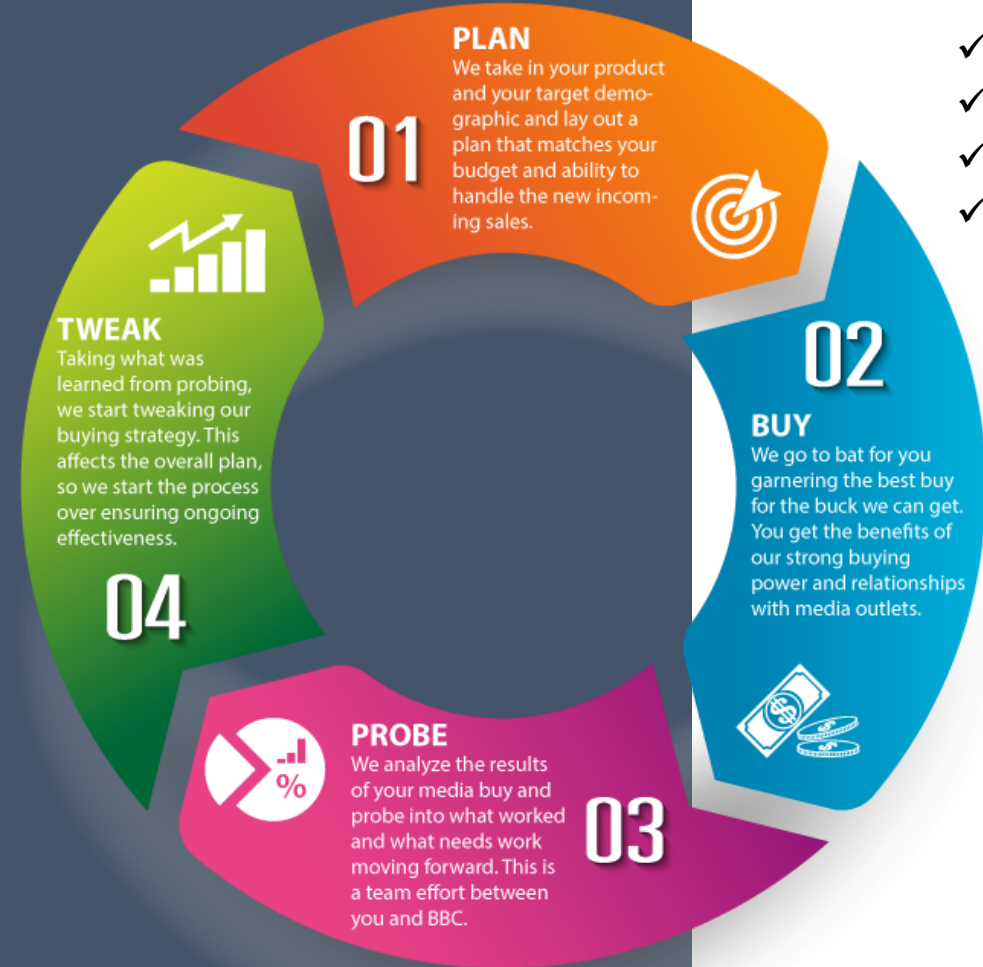 PLAN
We take in your product
and your target demo-
graphic and lay out a
plan that matches your
budget and ability to
handle the new incom-
ing sales.
01
02
BUY
We go to bat for you
garnering the best buy
for the buck we can get.
You get the benefits of
our strong buying
power and relationships
with media outlets.
PROBE
We analyze the results
of your media buy and
probe into what worked
and what needs work
moving forward. This is
a team effort between
you and BBC.
03
%
TWEAK
Taking what was
learned from probing,
we start tweaking our
buying strategy. This
affects the overall plan,
so we start the process
over ensuring ongoing
effectiveness.
04